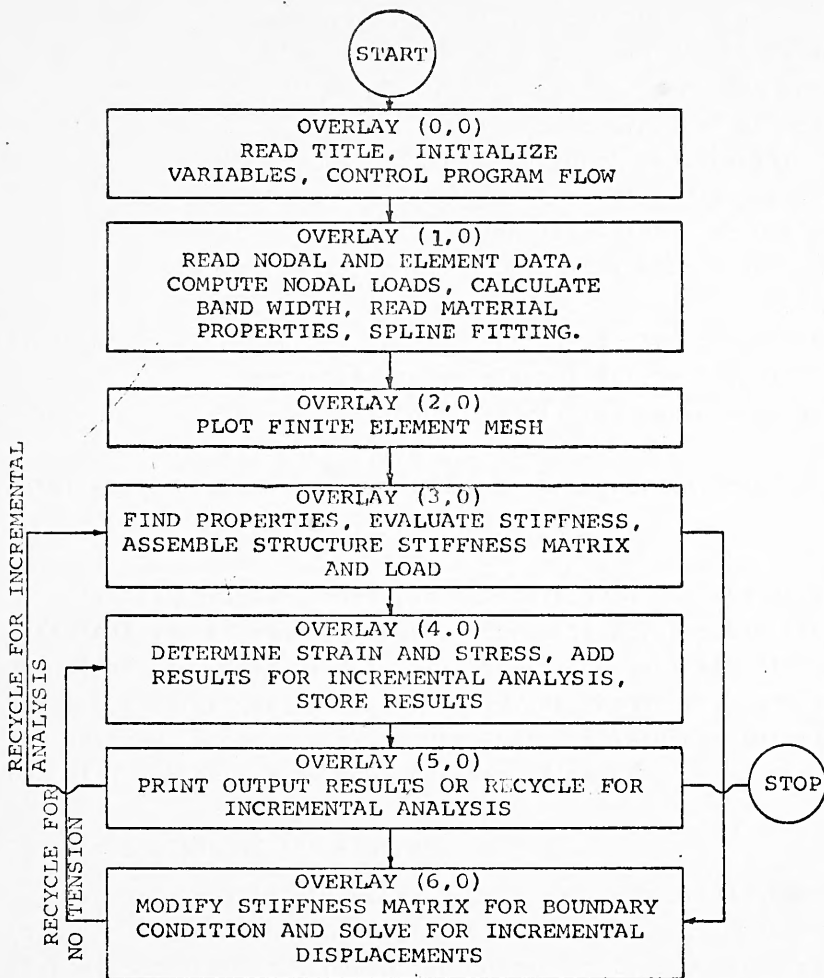 START
OVERLAY (0,0)
READ TITLE, INITIALIZE
VARIABLES, CONTROL PROGRAM FLOW
OVERLAY (1,0)
READ NODAL AND ELEMENT DATA,
COMPUTE NODAL LOADS, CALCULATE
BAND WIDTH, READ MATERIAL
PROPERTIES, SPLINE FITTING.
OVERLAY (2,0)
PLOT FINITE ELEMENT MESH
OVERLAY (3,0)
FIND PROPERTIES, EVALUATE STIFFNESS,
ASSEMBLE STRUCTURE STIFFNESS MATRIX
AND LOAD
OVERLAY (4.0)
DETERMINE STRAIN AND STRESS, ADD
RESULTS FOR INCREMENTAL ANALYSIS,
STORE RESULTS
OVERLAY (5,0)
PRINT OUTPUT RESULTS OR RECYCLE FOR
INCREMENTAL ANALYSIS
STOP
OVERLAY (6,0)
MODIFY STIFFNESS MATRIX FOR BOUNDARY
CONDITION AND SOLVE FOR INCREMENTAL
DISPLACEMENTS
RECYCLE FOR INCREMENTAL
ANALYSIS
RECYCLE FOR
NO TENSION